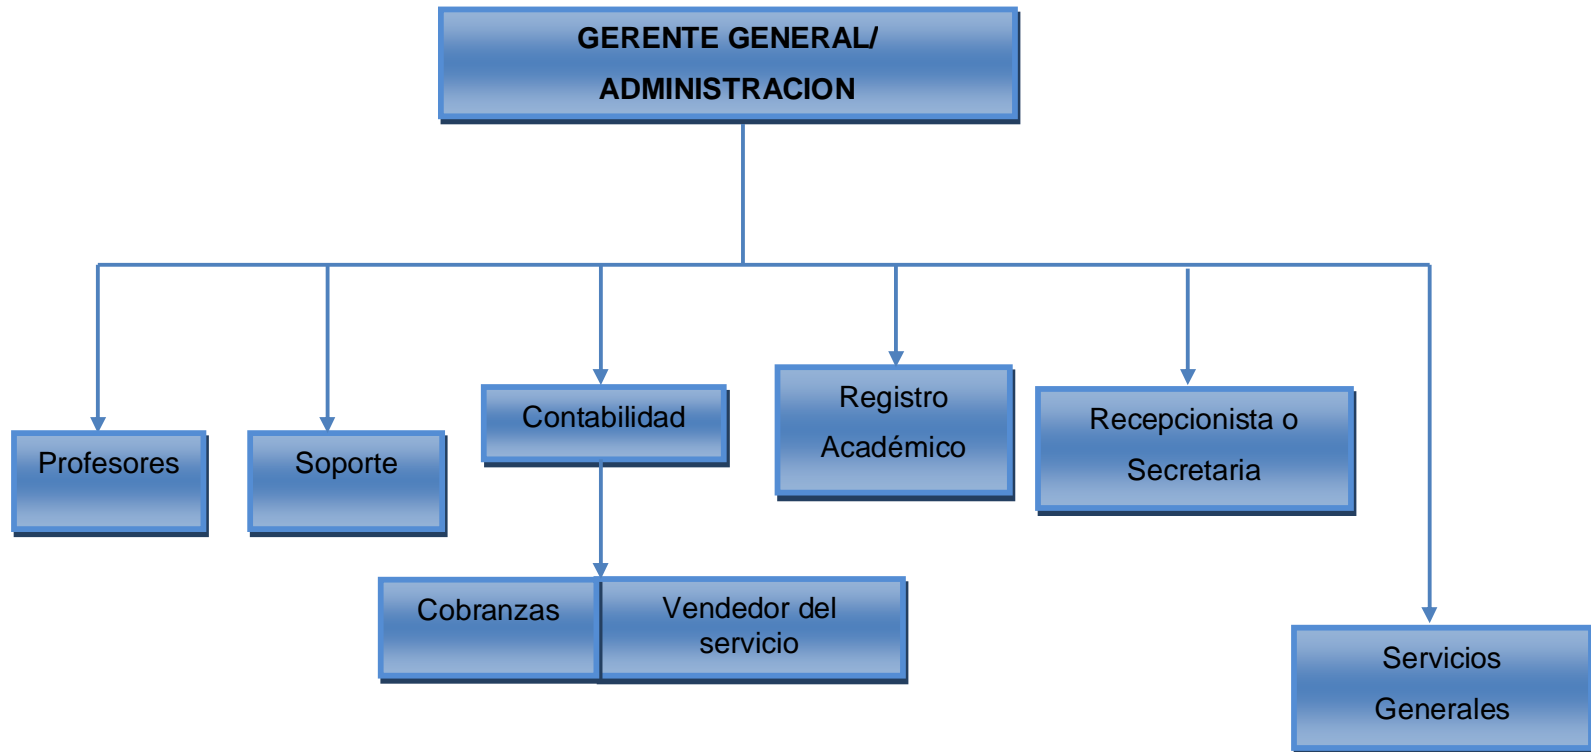 GERENTE GENERAL/
ADMINISTRACION
Profesores
Soporte
Contabilidad
Registro
Académico
Recepcionista o
Secretaria
Cobranzas
Vendedor del
servicio
Servicios
Generales